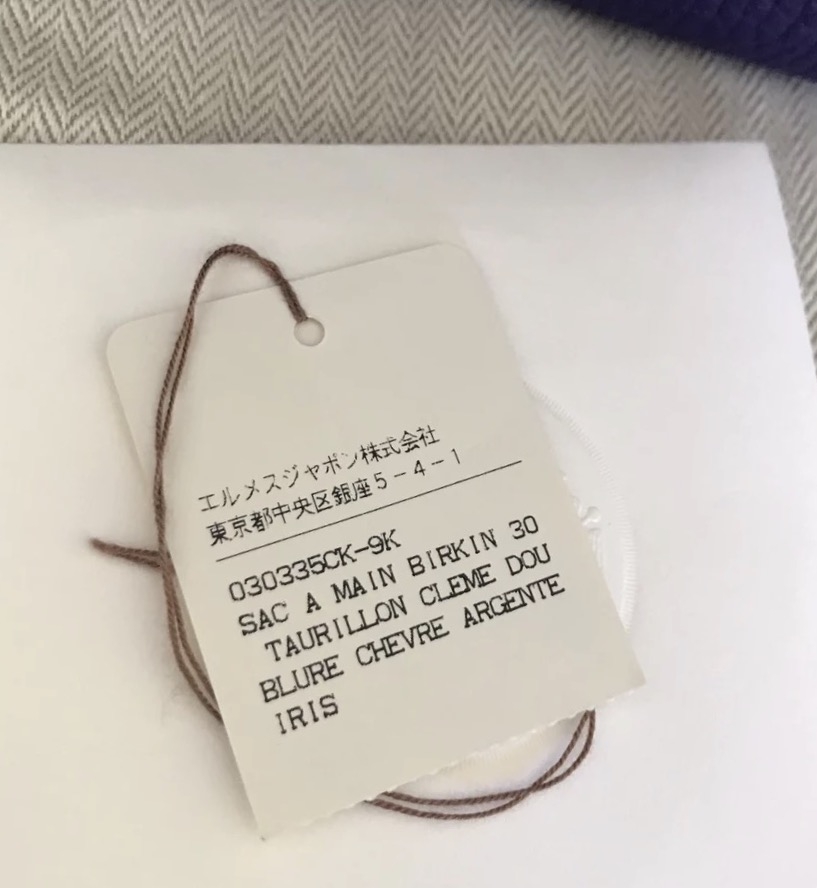 エルメスジャポン株式会社
東京都中央区銀座5-4-1
030335CK-9K
SAC A MAIN BIRKIN 30
TAURILLON CLEME DOU
BLURE CHEVRE ARGENTE
IRIS